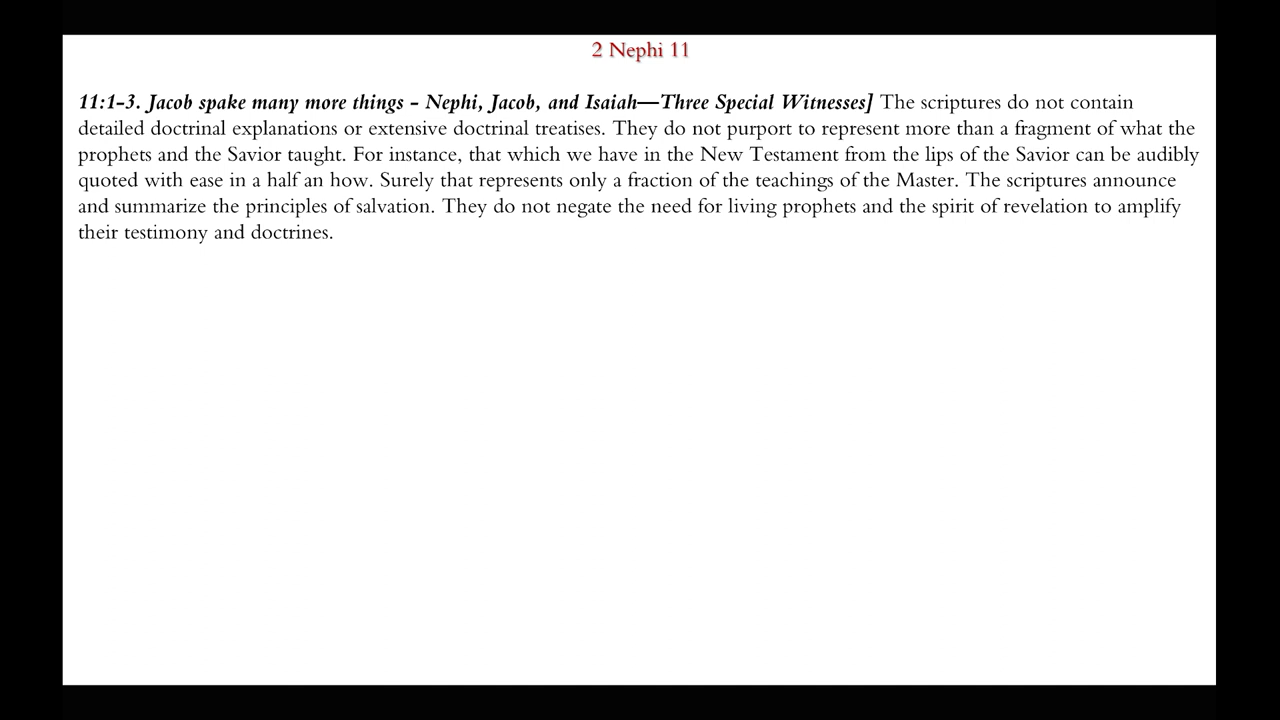 2 Nephi 11
11:1-3. Jacob spake many more things - Nephi, Jacob, and Isaiah—Three Special Witnesses] The scriptures do not contain
detailed doctrinal explanations or extensive doctrinal treatises. They do not purport to represent more than a fragment of what the
prophets and the Savior taught. For instance, that which we have in the New Testament from the lips of the Savior can be audibly
quoted with ease in a half an how. Surely that represents only a fraction of the teachings of the Master. The scriptures announce
and summarize the principles of salvation. They do not negate the need for living prophets and the spirit of revelation to amplify
their testimony and doctrines.